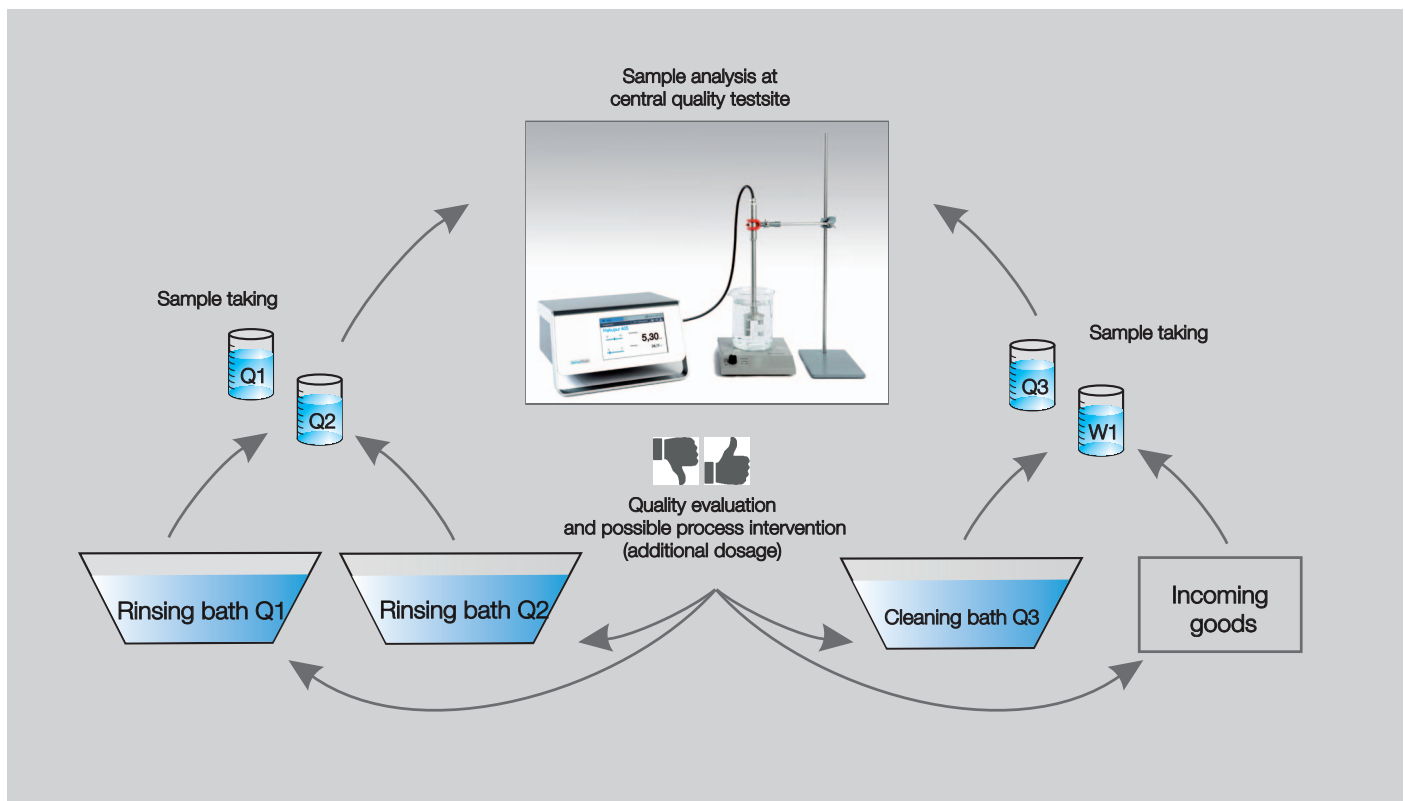 Sample analysis at
central quality testsite
5,30
Sample taking
Q1
Q2
Sample taking
Q3
W1
Quality evaluation
and possible process intervention
(additional dosage)
Rinsing bath Q1
Rinsing bath Q2
Cleaning bath Q3
Incoming
goods